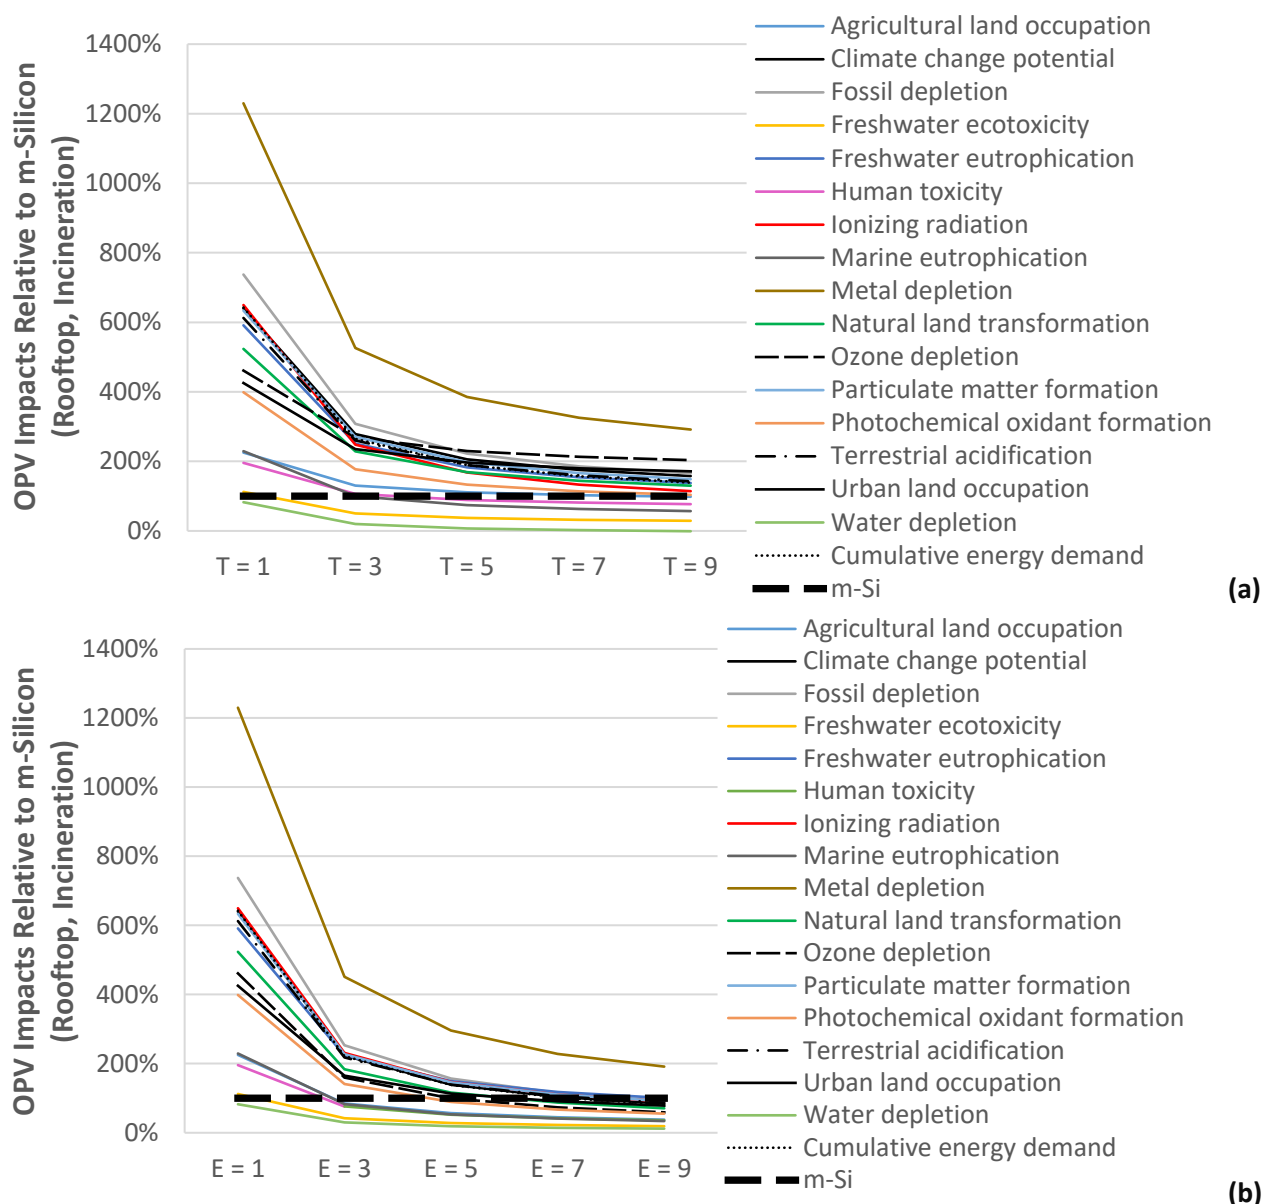 OPV Impacts Relative to m-Silicon
(Rooftop, Incineration)
1400%
1200%
1000%
800%
600%
400%
200%
0%
T = 1
T = 3
T = 5
T = 7
T = 9
Agricultural land occupation
Climate change potential
Fossil depletion
Freshwater ecotoxicity
Freshwater eutrophication
Human toxicity
Ionizing radiation
Marine eutrophication
Metal depletion
Natural land transformation
Ozone depletion
Particulate matter formation
Photochemical oxidant formation
Terrestrial acidification
Urban land occupation
Water depletion
Cumulative energy demand
m-Si
(a)
OPV Impacts Relative to m-Silicon
(Rooftop, Incineration)
1400%
1200%
1000%
800%
600%
400%
200%
0%
E = 1
E = 3
E = 5
E = 7
E = 9
Agricultural land occupation
Climate change potential
Fossil depletion
Freshwater ecotoxicity
Freshwater eutrophication
Human toxicity
Ionizing radiation
Marine eutrophication
Metal depletion
Natural land transformation
Ozone depletion
Particulate matter formation
Photochemical oxidant formation
Terrestrial acidification
Urban land occupation
Water depletion
Cumulative energy demand
m-Si
(b)